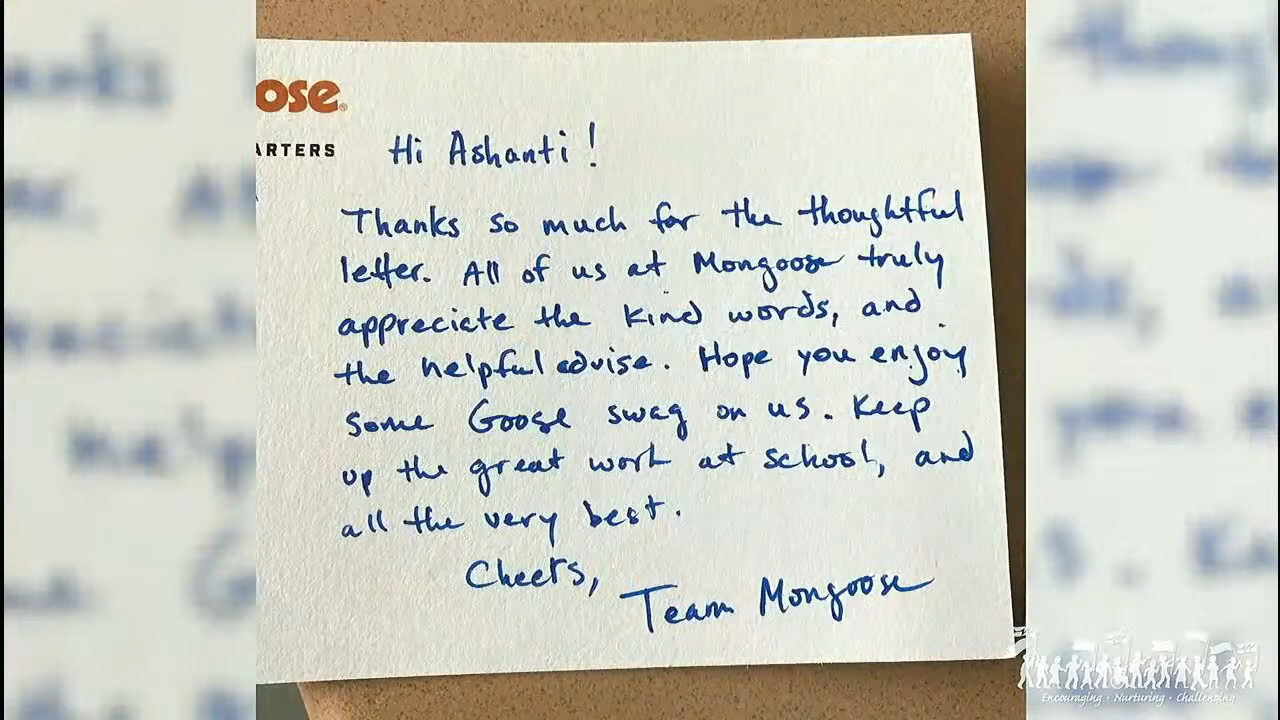 ose®
ARTERS
Hi Ashanti!
Thanks so much for the thoughtful
letter. All of us at Mongoose truly
appreciate the kind words, and
the helpful advise. Hope you enjoy
some Goose swag on us. Keep
up the great work at school, and
all the very best.
Cheers,
Team Mongoose
Encouraging · Nurturing · Challenging